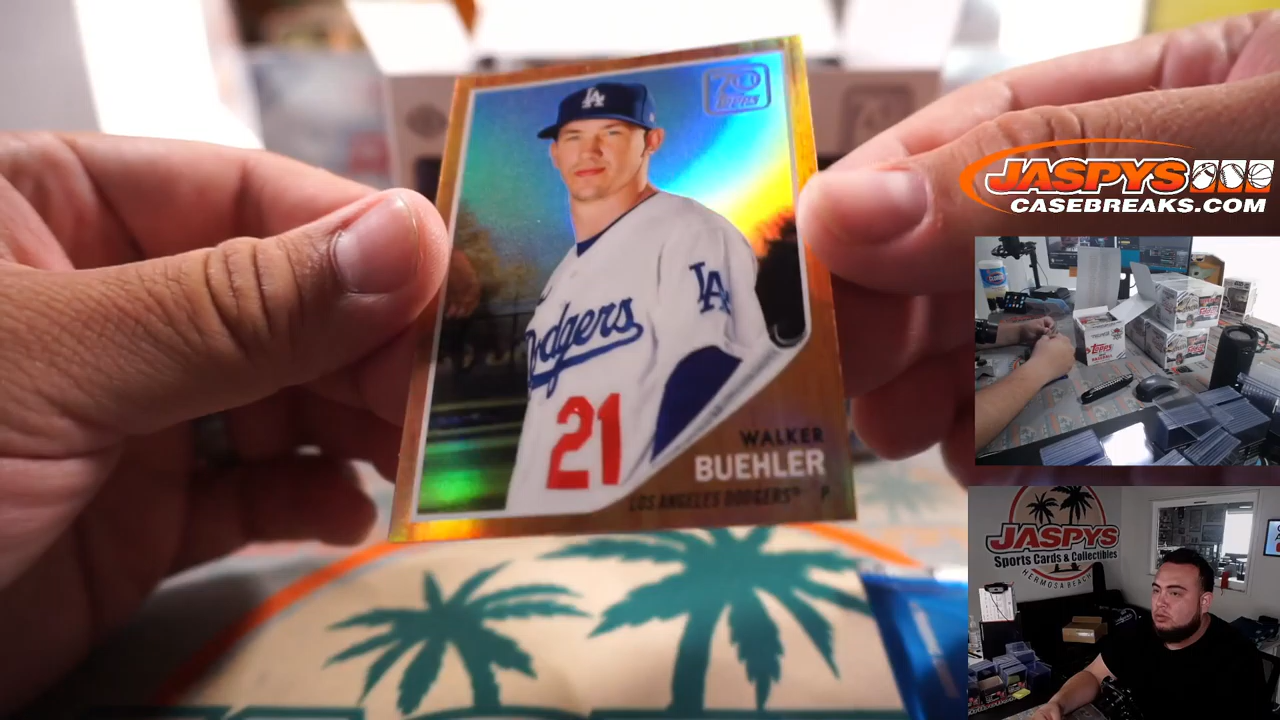 70
Topps
LA
LA
Dodgers
21
WALKER
BUEHLER
LOS ANGELES DODGERS P
JASPYS
CASEBREAKS.COM
Topps
JASPYS
Sports Cards & Collectibles
HERMOSA BEACH